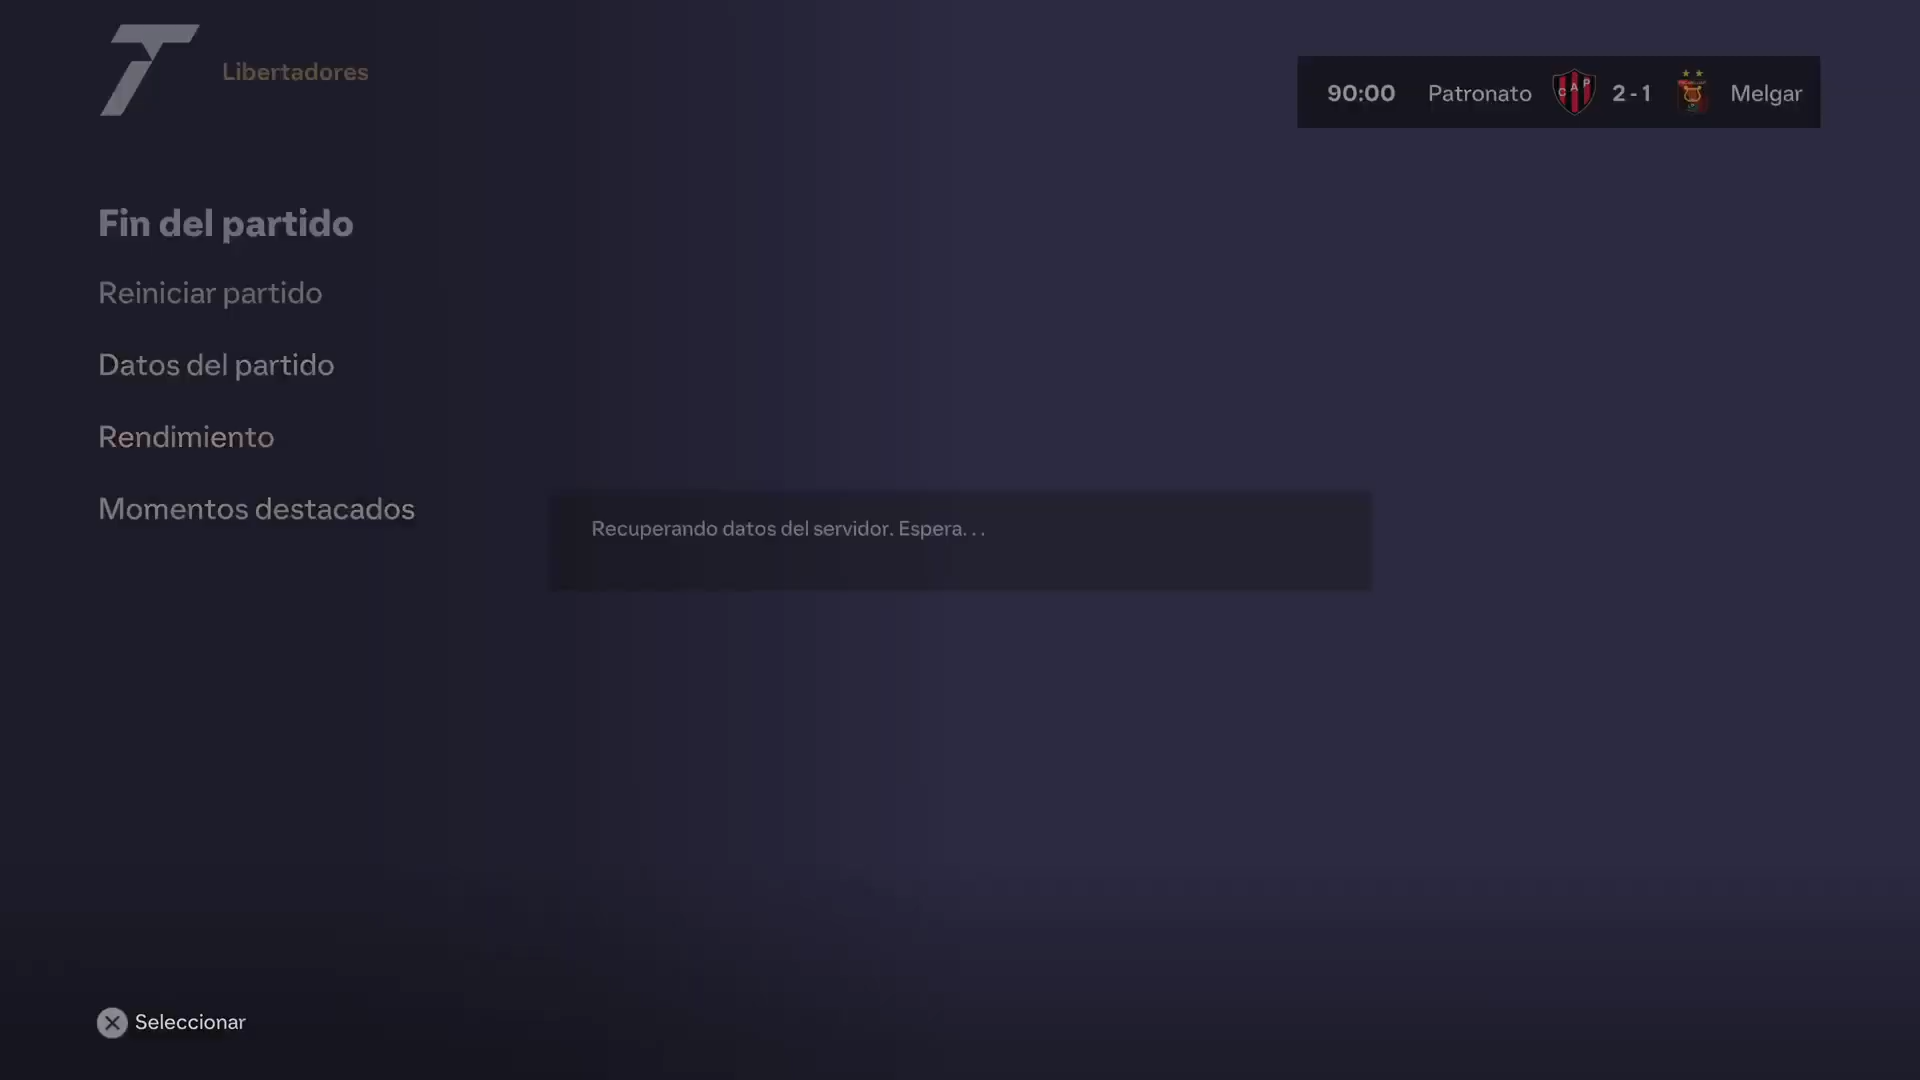 Libertadores
90:00 Patronato CAP 2-1 Melgar
Fin del partido
Reiniciar partido
Datos del partido
Rendimiento
Momentos destacados
Recuperando datos del servidor. Espera...
Seleccionar